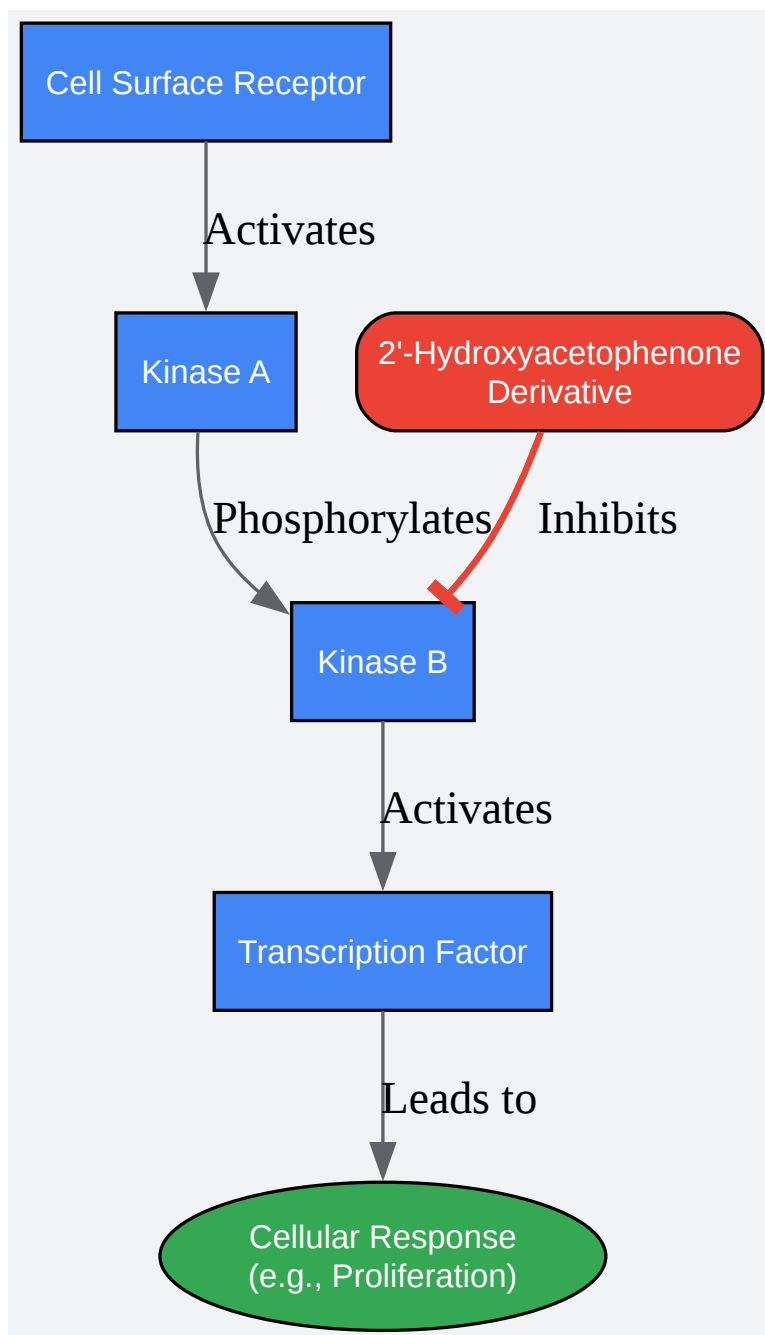 Cell Surface Receptor
Activates
Kinase A
2'-Hydroxyacetophenone
Derivative
Phosphorylates
Inhibits
Kinase B
Activates
Transcription Factor
Leads to
Cellular Response
(e.g., Proliferation)